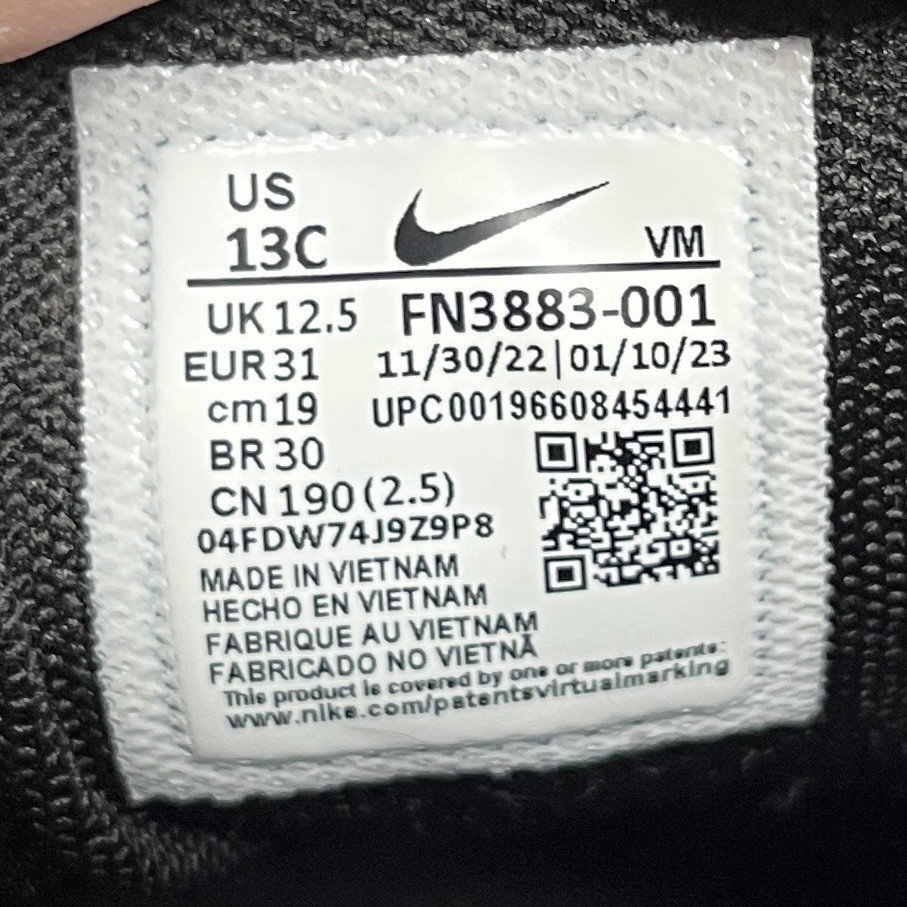 US
13C
VM
UK 12.5 FN3883-001
EUR 31 11/30/22|01/10/23
cm 19 UPC00196608454441
BR 30
CN 190 (2.5)
04FDW74J9Z9P8
MADE IN VIETNAM
HECHO EN VIETNAM
FABRIQUE AU VIETNAM
FABRICADO NO VIETNÃ
This product is covered by one or more patents:
www.nike.com/patentsvirtualmarking